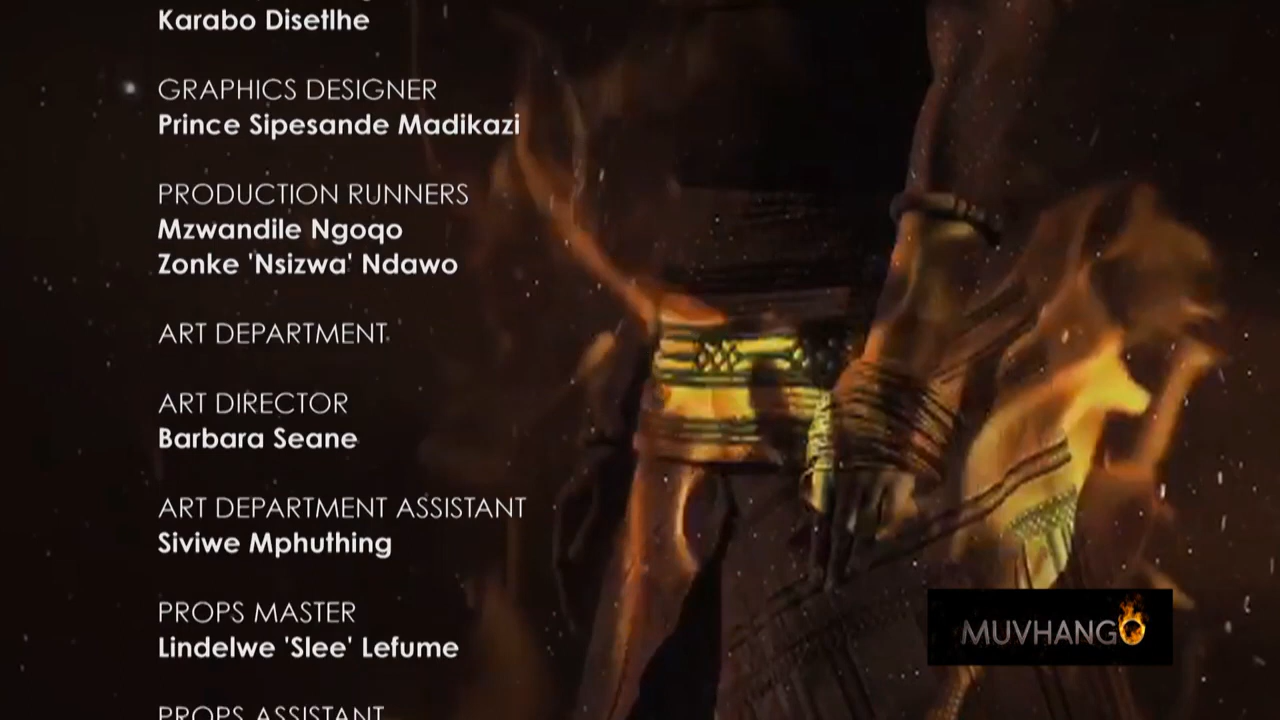 Karabo Disetlhe
GRAPHICS DESIGNER
Prince Sipesande Madikazi
PRODUCTION RUNNERS
Mzwandile Ngoqo
Zonke 'Nsizwa' Ndawo
ART DEPARTMENT
ART DIRECTOR
Barbara Seane
ART DEPARTMENT ASSISTANT
Siviwe Mphuthing
PROPS MASTER
Lindelwe 'Slee' Lefume
PROPS ASSISTANT
MUVHANGO